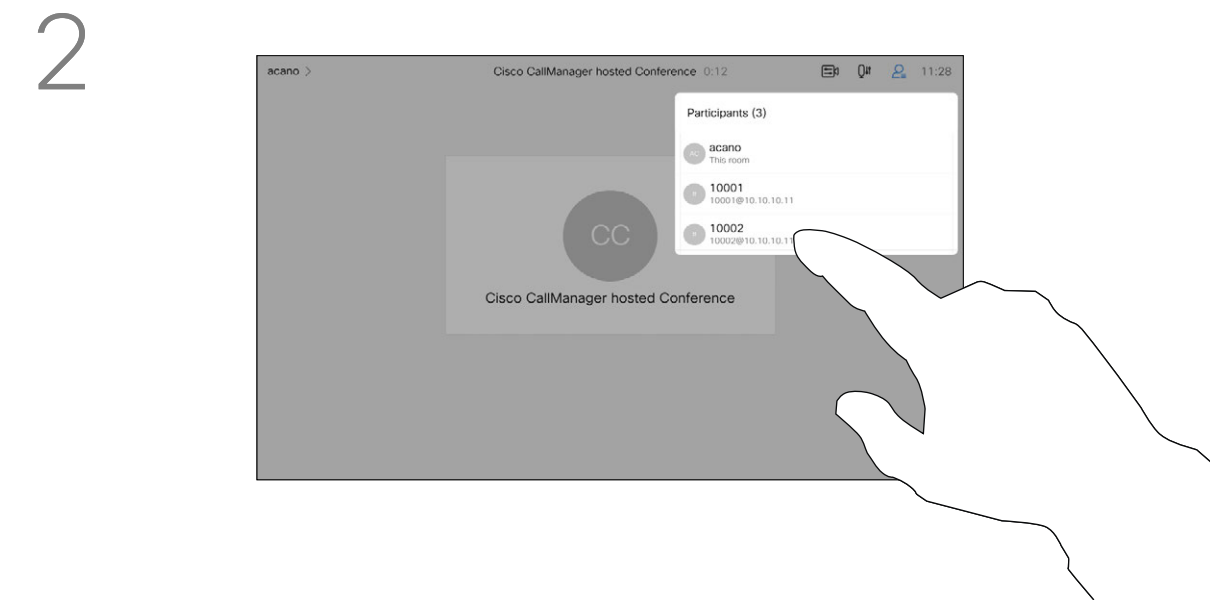 2
acano >
Cisco CallManager hosted Conference 0:12
11:28
Participants (3)
AC
acano
This room
10001
10001@10.10.10.11
10002
10002@10.10.10.11
CC
Cisco CallManager hosted Conference